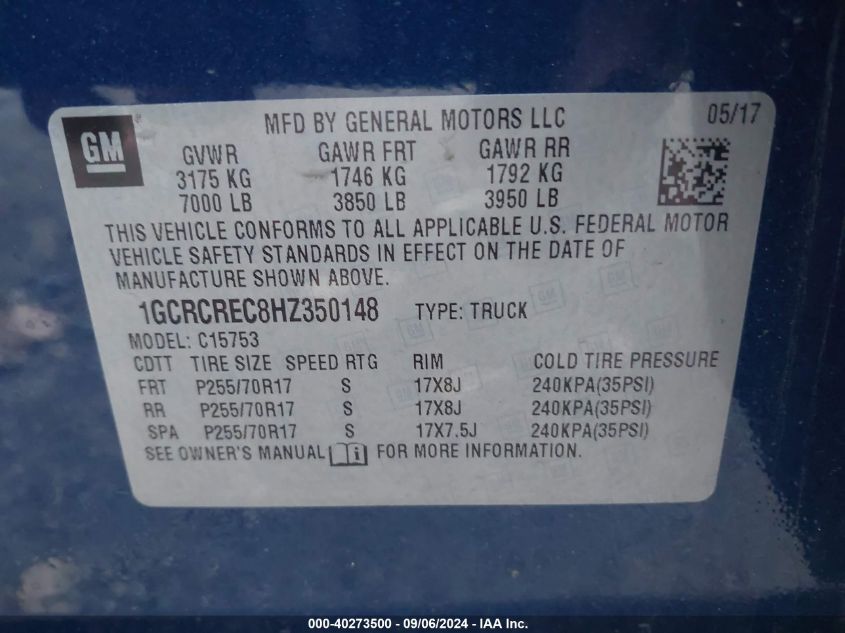 GM
MFD BY GENERAL MOTORS LLC
05/17
GVWR GAWR FRT GAWR RR
3175 KG 1746 KG 1792 KG
7000 LB 3850 LB 3950 LB
THIS VEHICLE CONFORMS TO ALL APPLICABLE U.S. FEDERAL MOTOR
VEHICLE SAFETY STANDARDS IN EFFECT ON THE DATE OF
MANUFACTURE SHOWN ABOVE.
1GCRCREC8HZ350148 TYPE: TRUCK
MODEL: C15753
CDTT TIRE SIZE SPEED RTG RIM COLD TIRE PRESSURE
FRT P255/70R17 S 17X8J 240KPA(35PSI)
RR P255/70R17 S 17X8J 240KPA(35PSI)
SPA P255/70R17 S 17X7.5J 240KPA(35PSI)
SEE OWNER'S MANUAL FOR MORE INFORMATION.
000-40273500 - 09/06/2024 - IAA Inc.